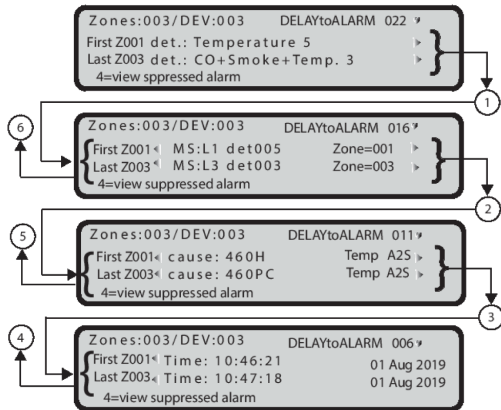 Zones:003/DEV:003 DELAYtoALARM 022
First Z001 det.: Temperature 5
Last Z003 det.: CO+Smoke+Temp. 3
4=view sppressed alarm
1
6
Zones:003/DEV:003 DELAYtoALARM 016
First Z001 MS:L1 det005 Zone=001
Last Z003 MS:L3 det003 Zone=003
4=view suppressed alarm
2
5
Zones:003/DEV:003 DELAYtoALARM 011
First Z001 cause: 460H Temp A2S
Last Z003 cause: 460PC Temp A2S
4=view suppressed alarm
3
4
Zones:003/DEV:003 DELAYtoALARM 006
First Z001 Time: 10:46:21 01 Aug 2019
Last Z003 Time: 10:47:18 01 Aug 2019
4=view suppressed alarm